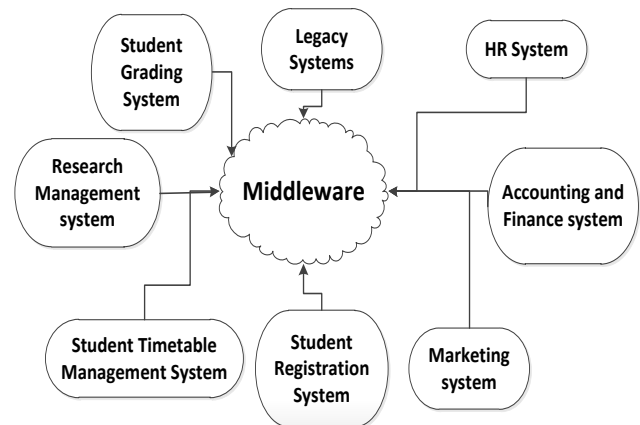 Student
Grading
System
Legacy
Systems
HR System
Research
Management
system
Middleware
Accounting and
Finance system
Student Timetable
Management System
Student
Registration
System
Marketing
system